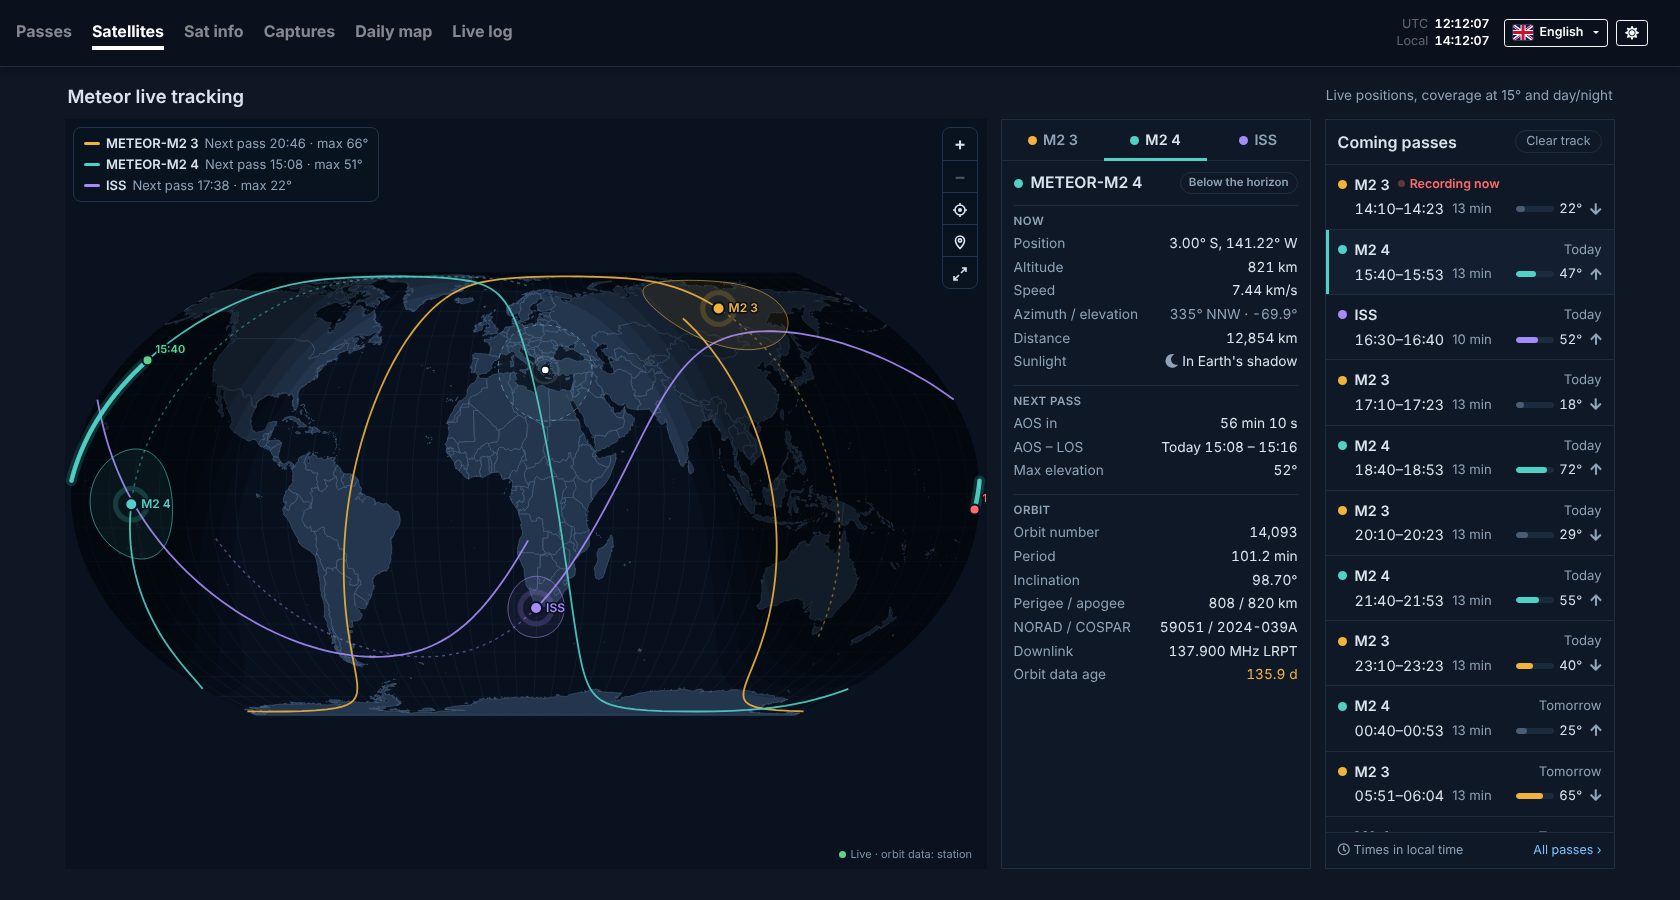 Passes Satellites Sat info Captures Daily map Live log
UTC 12:12:07
Local 14:12:07
English
Meteor live tracking
Live positions, coverage at 15° and day/night
METEOR-M2 3 Next pass 20:46 · max 66°
METEOR-M2 4 Next pass 15:08 · max 51°
ISS Next pass 17:38 · max 22°
+
−
15:40
M2 3
M2 4
ISS
1
Live · orbit data: station
M2 3 M2 4 ISS
METEOR-M2 4 Below the horizon
NOW
Position 3.00° S, 141.22° W
Altitude 821 km
Speed 7.44 km/s
Azimuth / elevation 335° NNW · -69.9°
Distance 12,854 km
Sunlight In Earth's shadow
NEXT PASS
AOS in 56 min 10 s
AOS – LOS Today 15:08 – 15:16
Max elevation 52°
ORBIT
Orbit number 14,093
Period 101.2 min
Inclination 98.70°
Perigee / apogee 808 / 820 km
NORAD / COSPAR 59051 / 2024-039A
Downlink 137.900 MHz LRPT
Orbit data age 135.9 d
Coming passes Clear track
M2 3 Recording now
14:10–14:23 13 min 22° ↓
M2 4 Today
15:40–15:53 13 min 47° ↑
ISS Today
16:30–16:40 10 min 52° ↑
M2 3 Today
17:10–17:23 13 min 18° ↓
M2 4 Today
18:40–18:53 13 min 72° ↑
M2 3 Today
20:10–20:23 13 min 29° ↓
M2 4 Today
21:40–21:53 13 min 55° ↑
M2 3 Today
23:10–23:23 13 min 40° ↓
M2 4 Tomorrow
00:40–00:53 13 min 25° ↑
M2 3 Tomorrow
05:51–06:04 13 min 65° ↓
Times in local time All passes ›